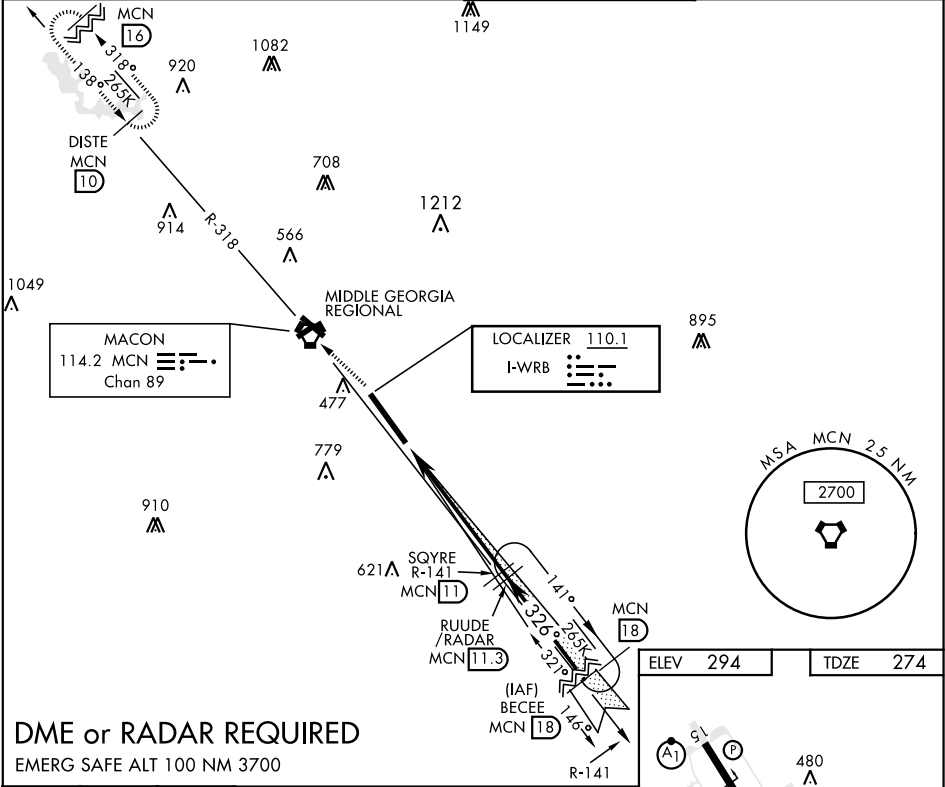 MCN
16
1149
318°
138°
265K
920
1082
DISTE
MCN
10
708
914
R-318
1212
566
1049
MIDDLE GEORGIA
REGIONAL
MACON
114.2 MCN
Chan 89
LOCALIZER 110.1
I-WRB
895
477
779
910
MSA MCN 25 NM
2700
621
SQYRE
R-141
MCN 11
141°
326°
265K
321°
MCN
18
RUUDE
/RADAR
MCN 11.3
(IAF)
BECEE
MCN 18
146°
R-141
ELEV 294
TDZE 274
DME or RADAR REQUIRED
EMERG SAFE ALT 100 NM 3700
15
A1
P
480